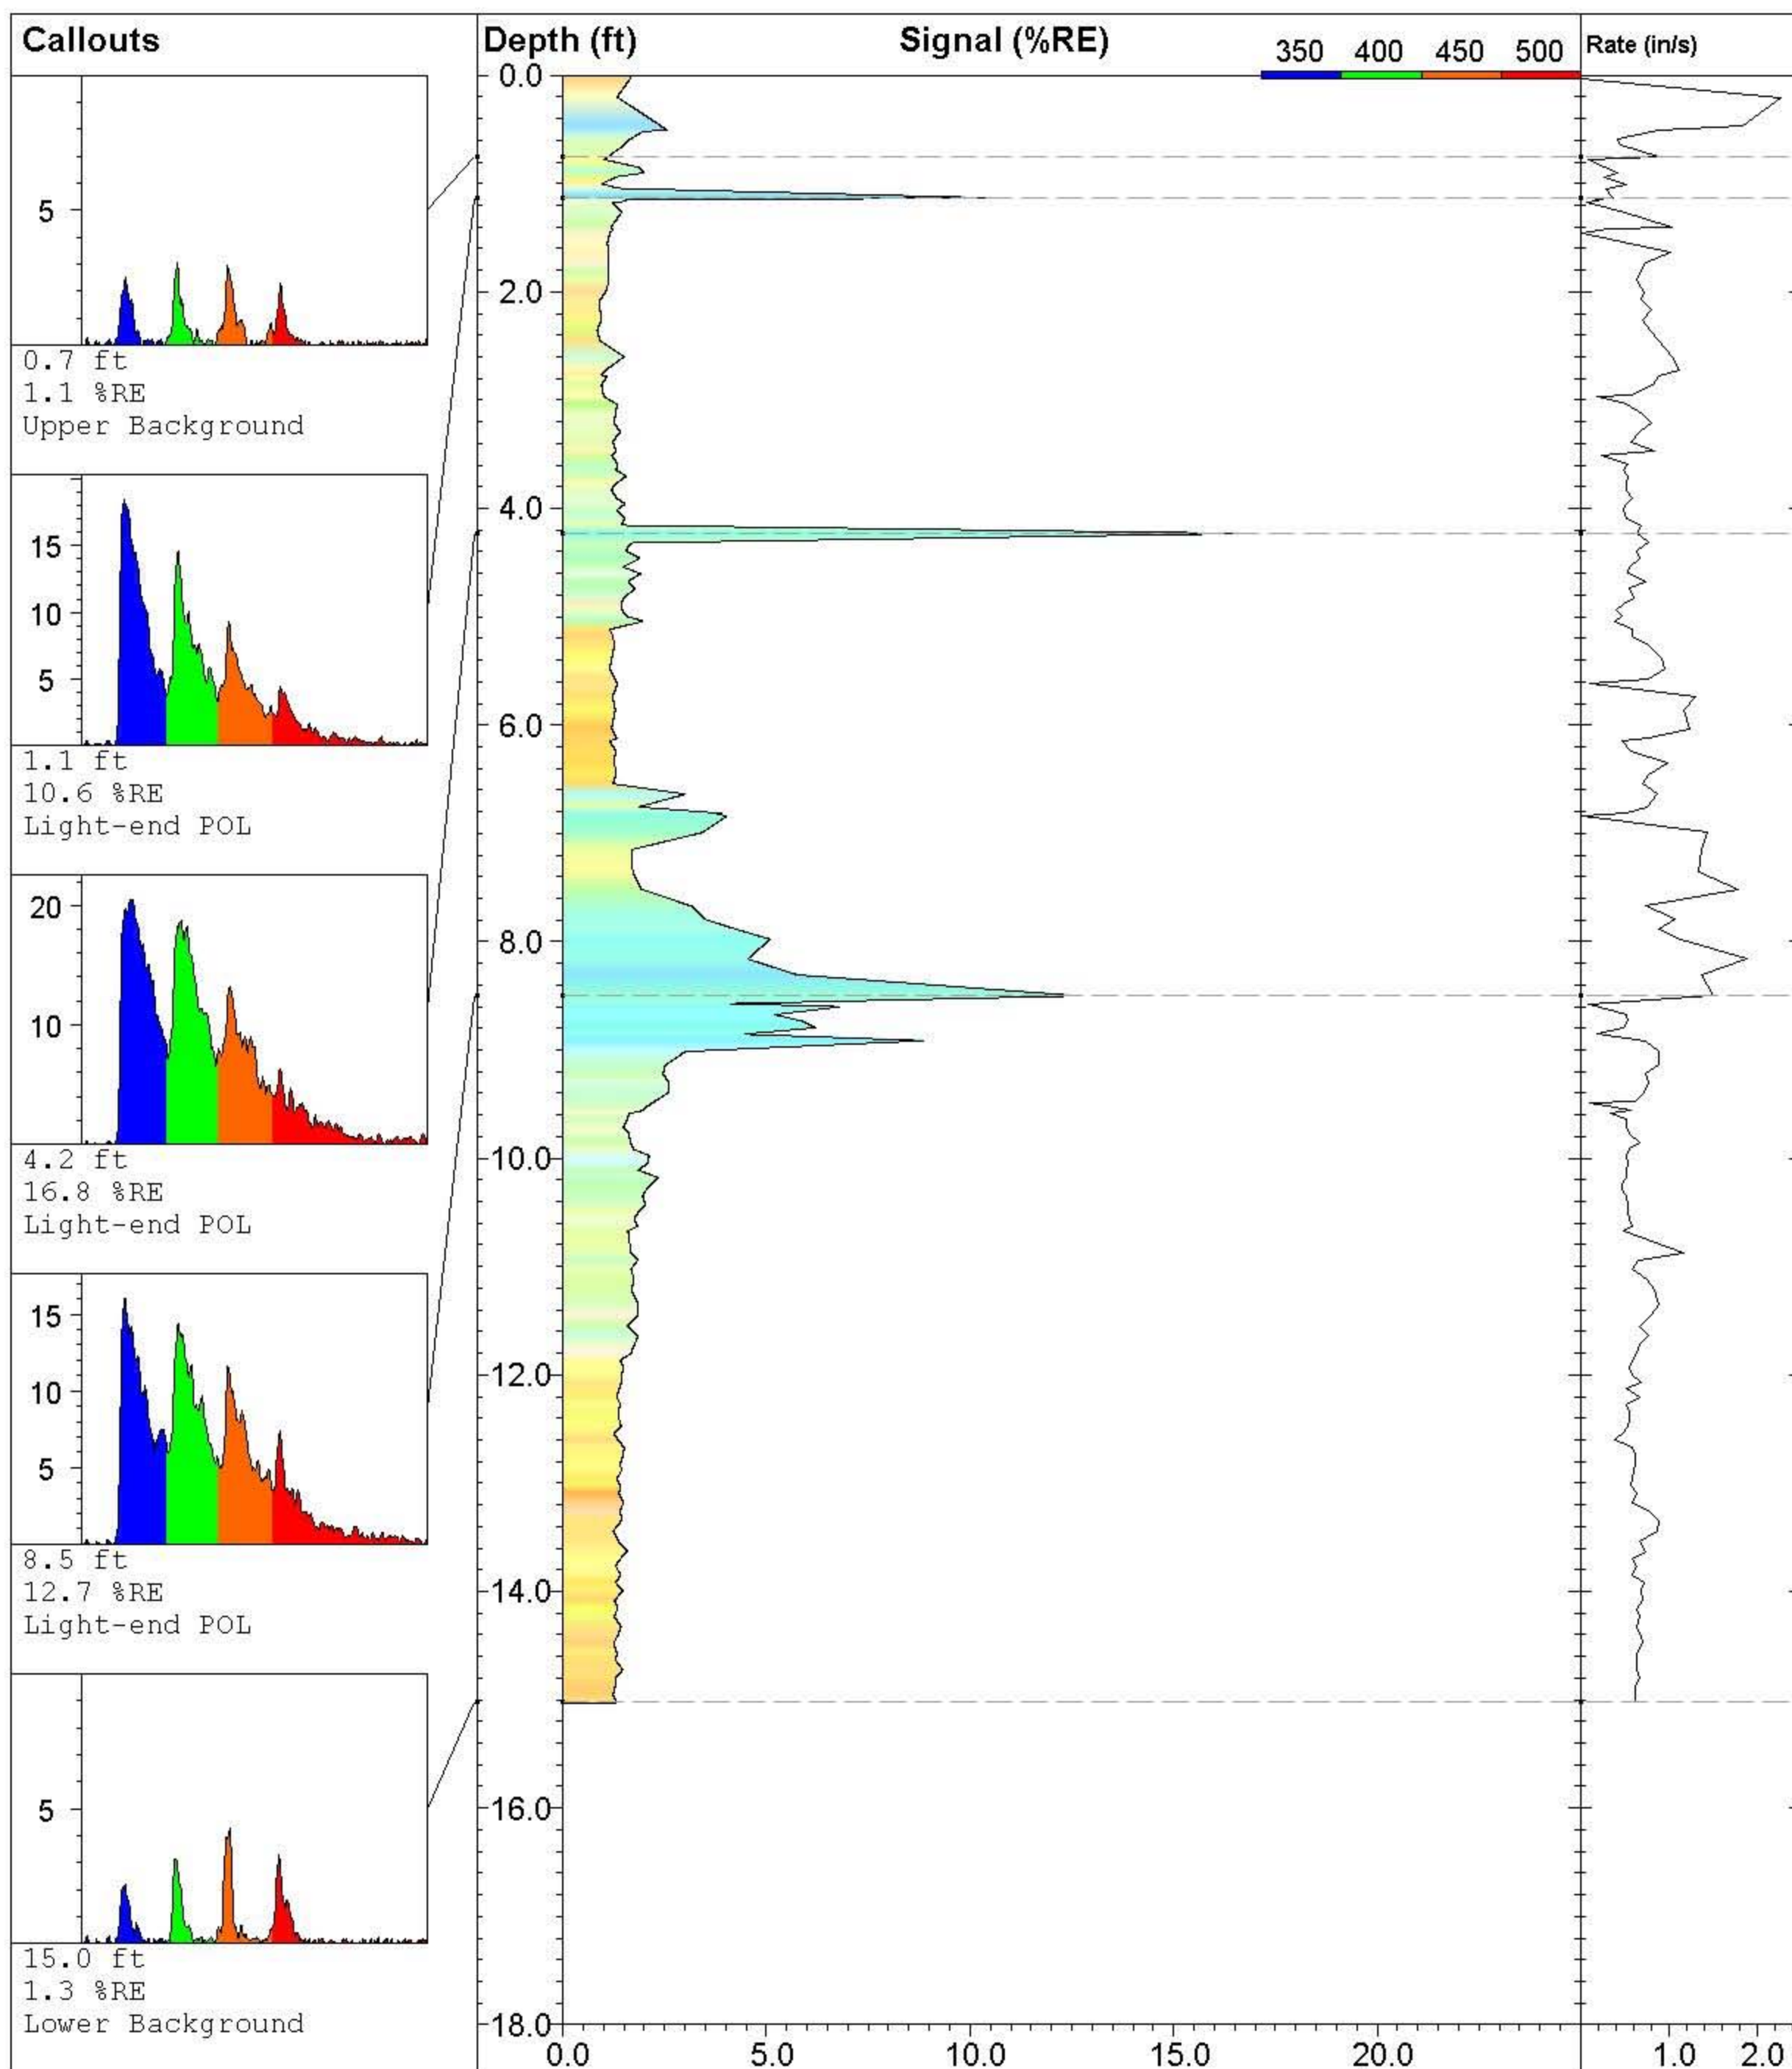 Callouts
Depth (ft)
Signal (%RE)
350 400 450 500
Rate (in/s)
5
0.7 ft
1.1 %RE
Upper Background
15
10
5
1.1 ft
10.6 %RE
Light-end POL
20
10
4.2 ft
16.8 %RE
Light-end POL
15
10
5
8.5 ft
12.7 %RE
Light-end POL
5
15.0 ft
1.3 %RE
Lower Background
0.0
2.0
4.0
6.0
8.0
10.0
12.0
14.0
16.0
18.0
0.0 5.0 10.0 15.0 20.0
1.0 2.0